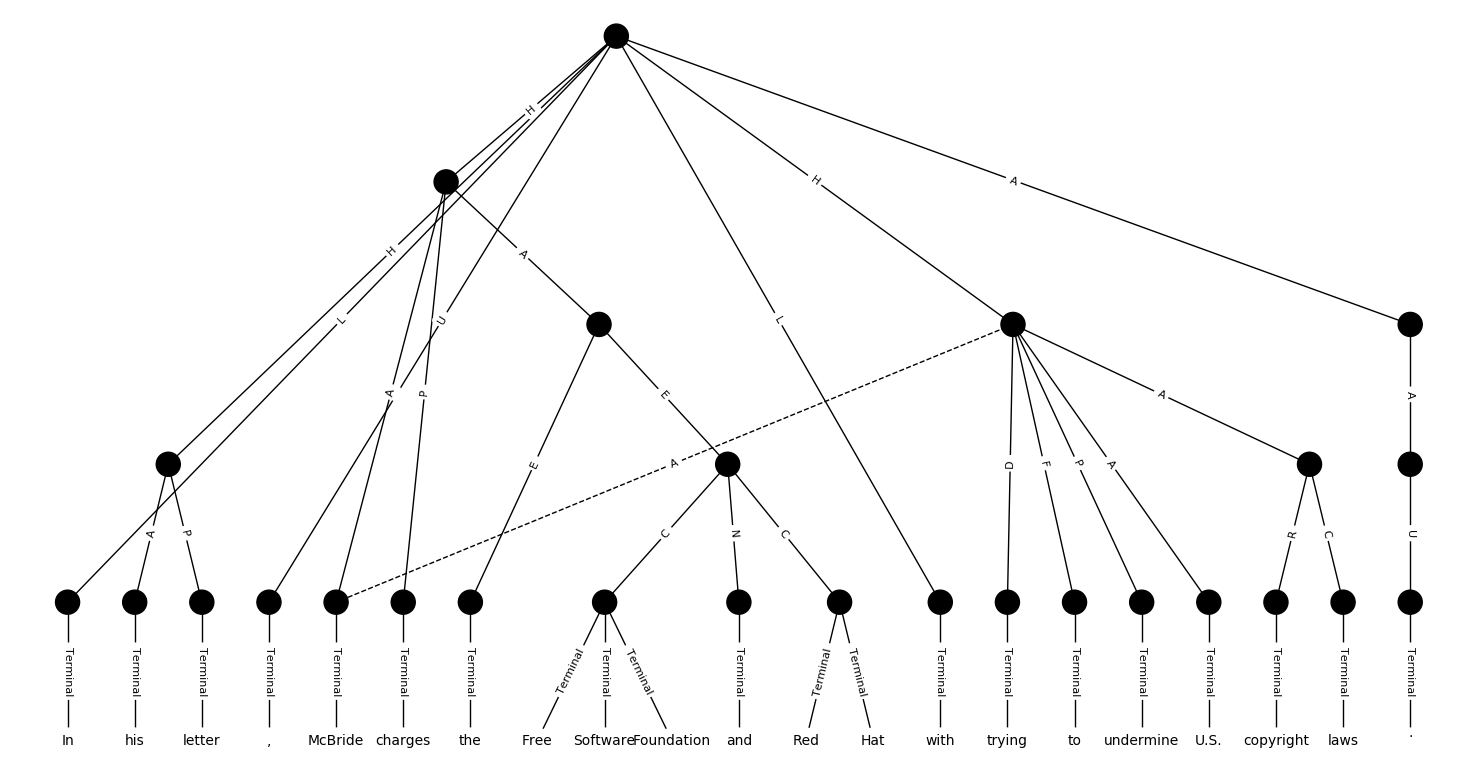 H
H A
A
H
L U L
A P E A A
A E
D F P A
A P C N C R C U
Terminal Terminal Terminal Terminal Terminal Terminal Terminal Terminal Terminal Terminal Terminal Terminal Terminal Terminal Terminal Terminal Terminal Terminal Terminal Terminal Terminal
In his letter , McBride charges the Free Software Foundation and Red Hat with trying to undermine U.S. copyright laws .